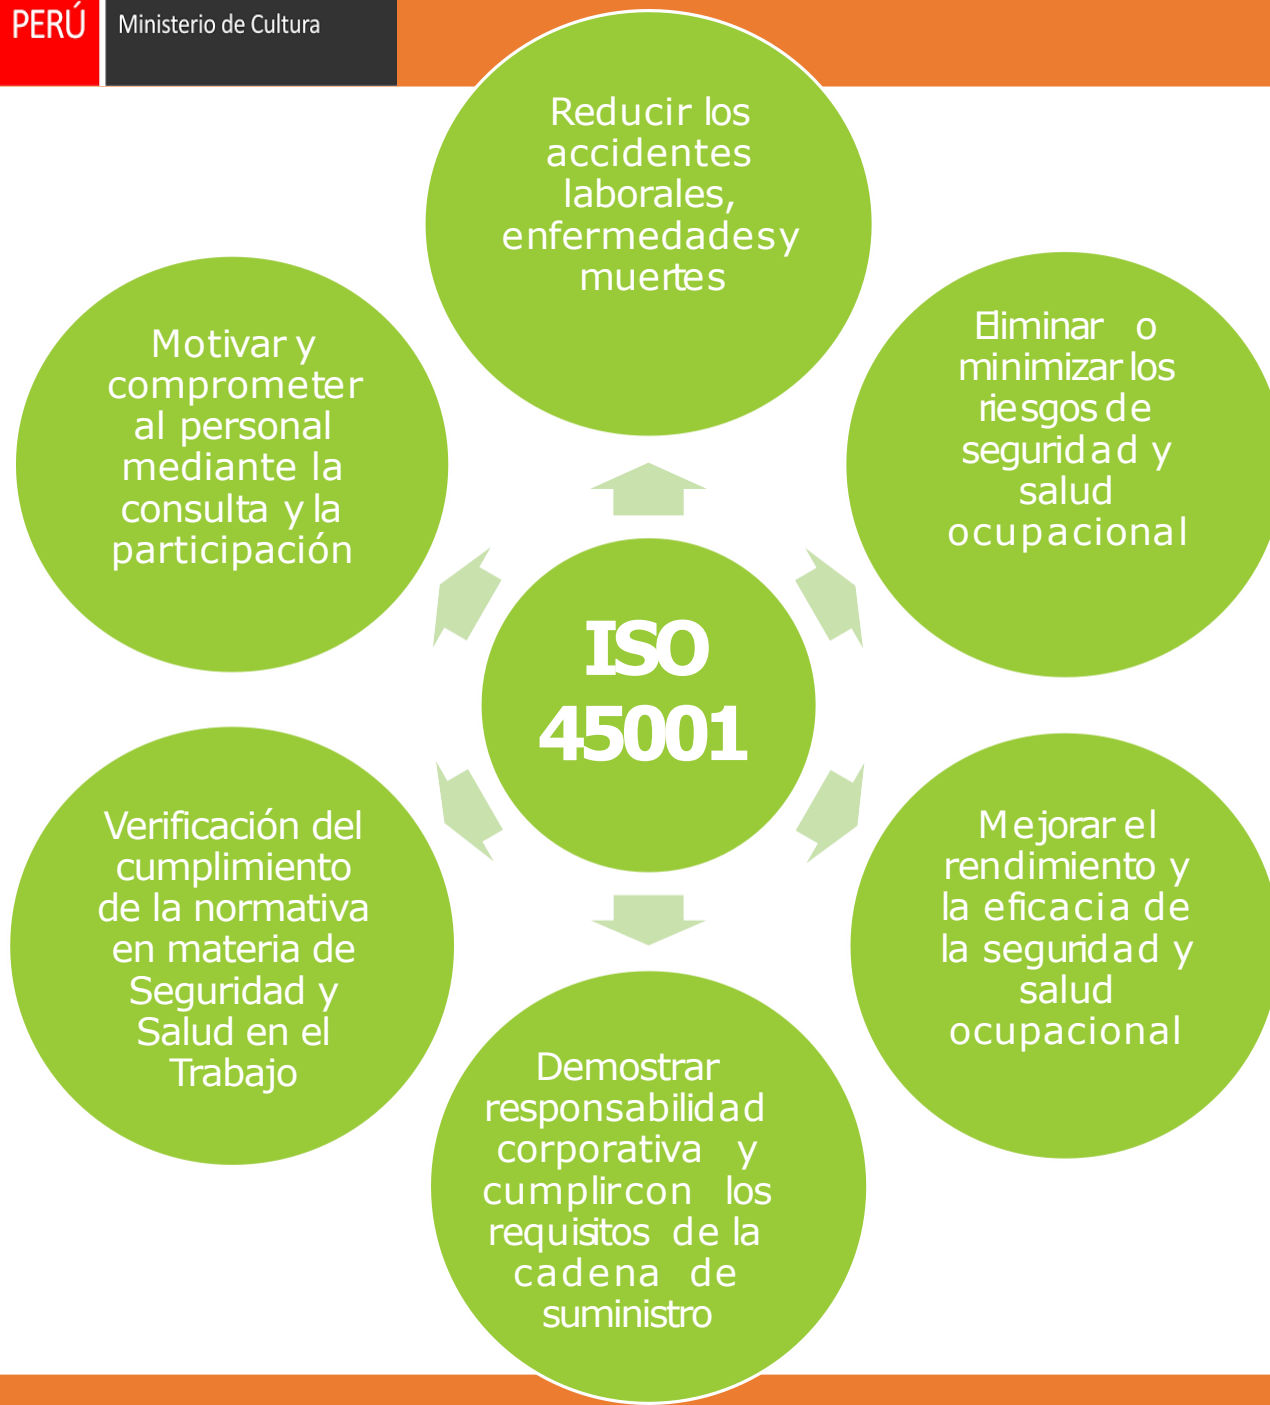 PERÚ
Ministerio de Cultura
Reducir los
accidentes
laborales,
enfermedades y
muertes
Eliminar o
minimizar los
riesgos de
seguridad y
salud
ocupacional
Mejorar el
rendimiento y
la eficacia de
la seguridad y
salud
ocupacional
Demostrar
responsabilidad
corporativa y
cumplir con los
requisitos de la
cadena de
suministro
Verificación del
cumplimiento
de la normativa
en materia de
Seguridad y
Salud en el
Trabajo
Motivar y
comprometer
al personal
mediante la
consulta y la
participación
ISO
45001